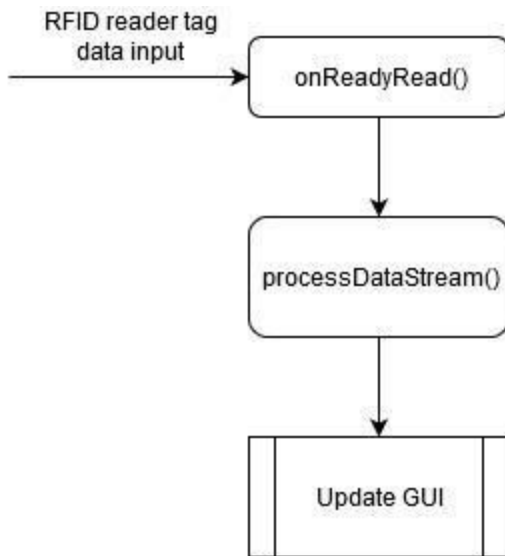 RFID reader tag
data input
onReadyRead()
processDataStream()
Update GUI